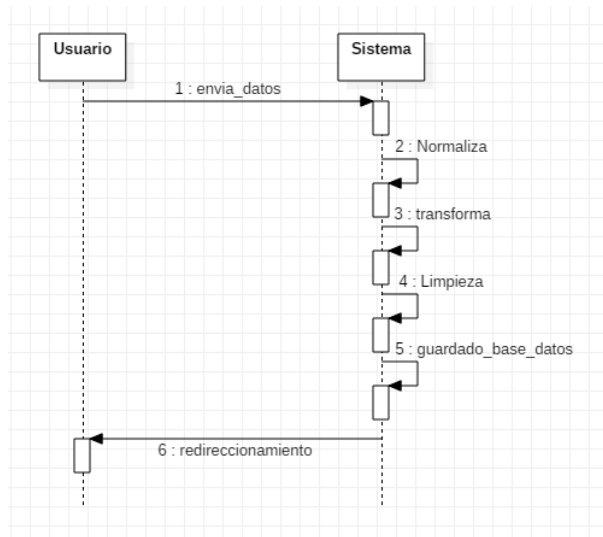 Usuario
Sistema
1 : envia_datos
2 : Normaliza
3 : transforma
4 : Limpieza
5 : guardado_base_datos
6 : redireccionamiento